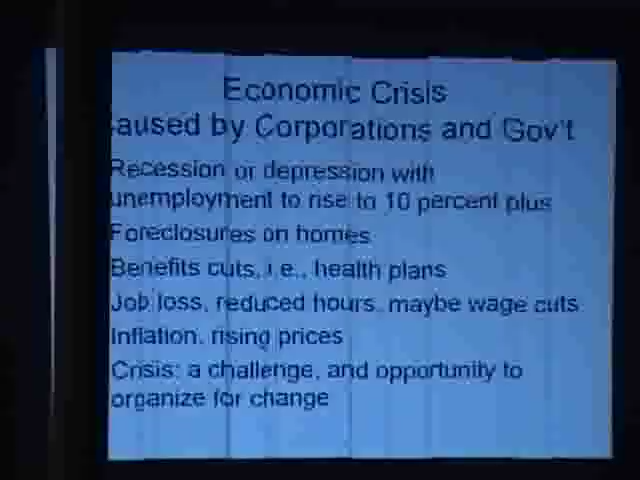 Economic Crisis
aused by Corporations and Gov't
Recession or depression with
unemployment to rise to 10 percent plus
Foreclosures on homes
Benefits cuts, i.e., health plans
Job loss, reduced hours, maybe wage cuts
Inflation, rising prices
Crisis: a challenge, and opportunity to
organize for change